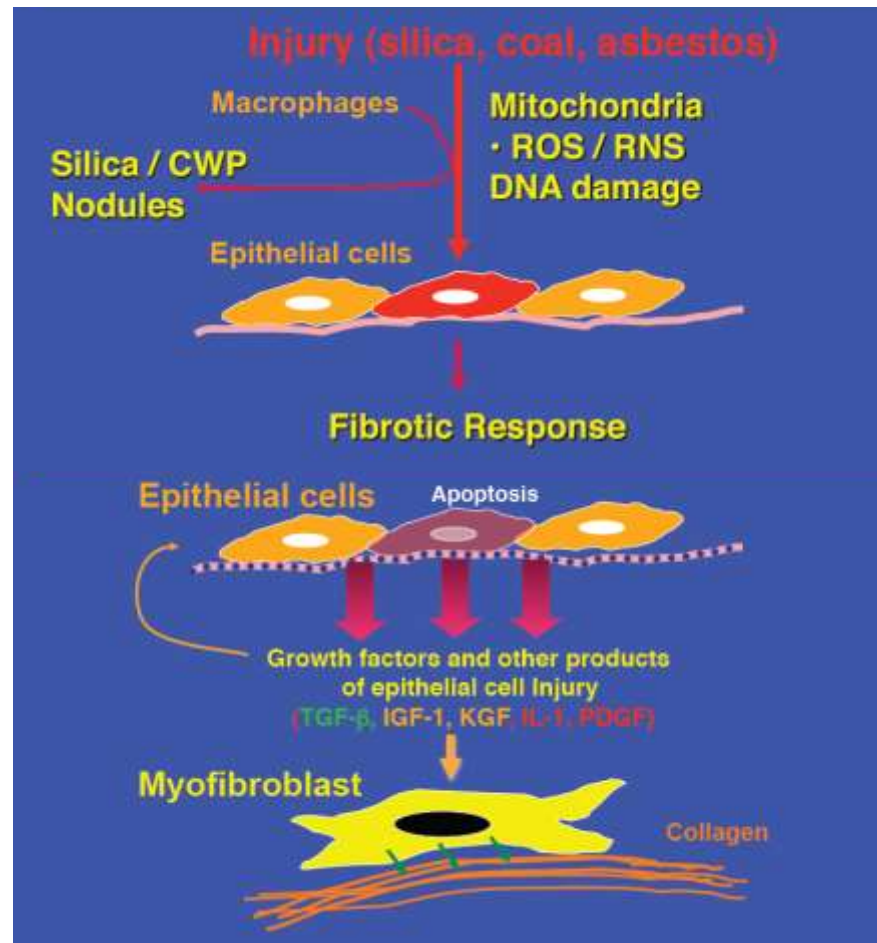 Injury (silica, coal, asbestos)
Macrophages
Mitochondria
· ROS / RNS
DNA damage
Silica / CWP
Nodules
Epithelial cells
Fibrotic Response
Epithelial cells
Apoptosis
Growth factors and other products
of epithelial cell Injury
(TGF-β, IGF-1, KGF, IL-1, PDGF)
Myofibroblast
Collagen